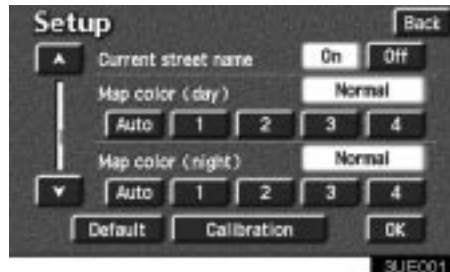 Setup Back
Current street name On Off
Map color (day) Normal
Auto 1 2 3 4
Map color (night) Normal
Auto 1 2 3 4
Default Calibration OK
3UE001